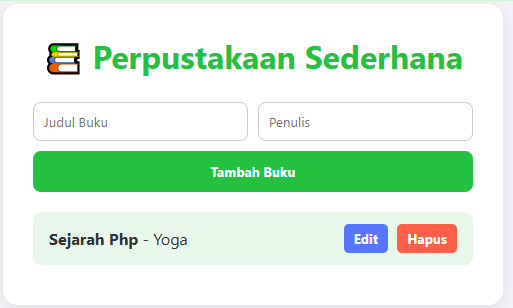 Perpustakaan Sederhana
Judul Buku Penulis
Tambah Buku
Sejarah Php - Yoga Edit Hapus